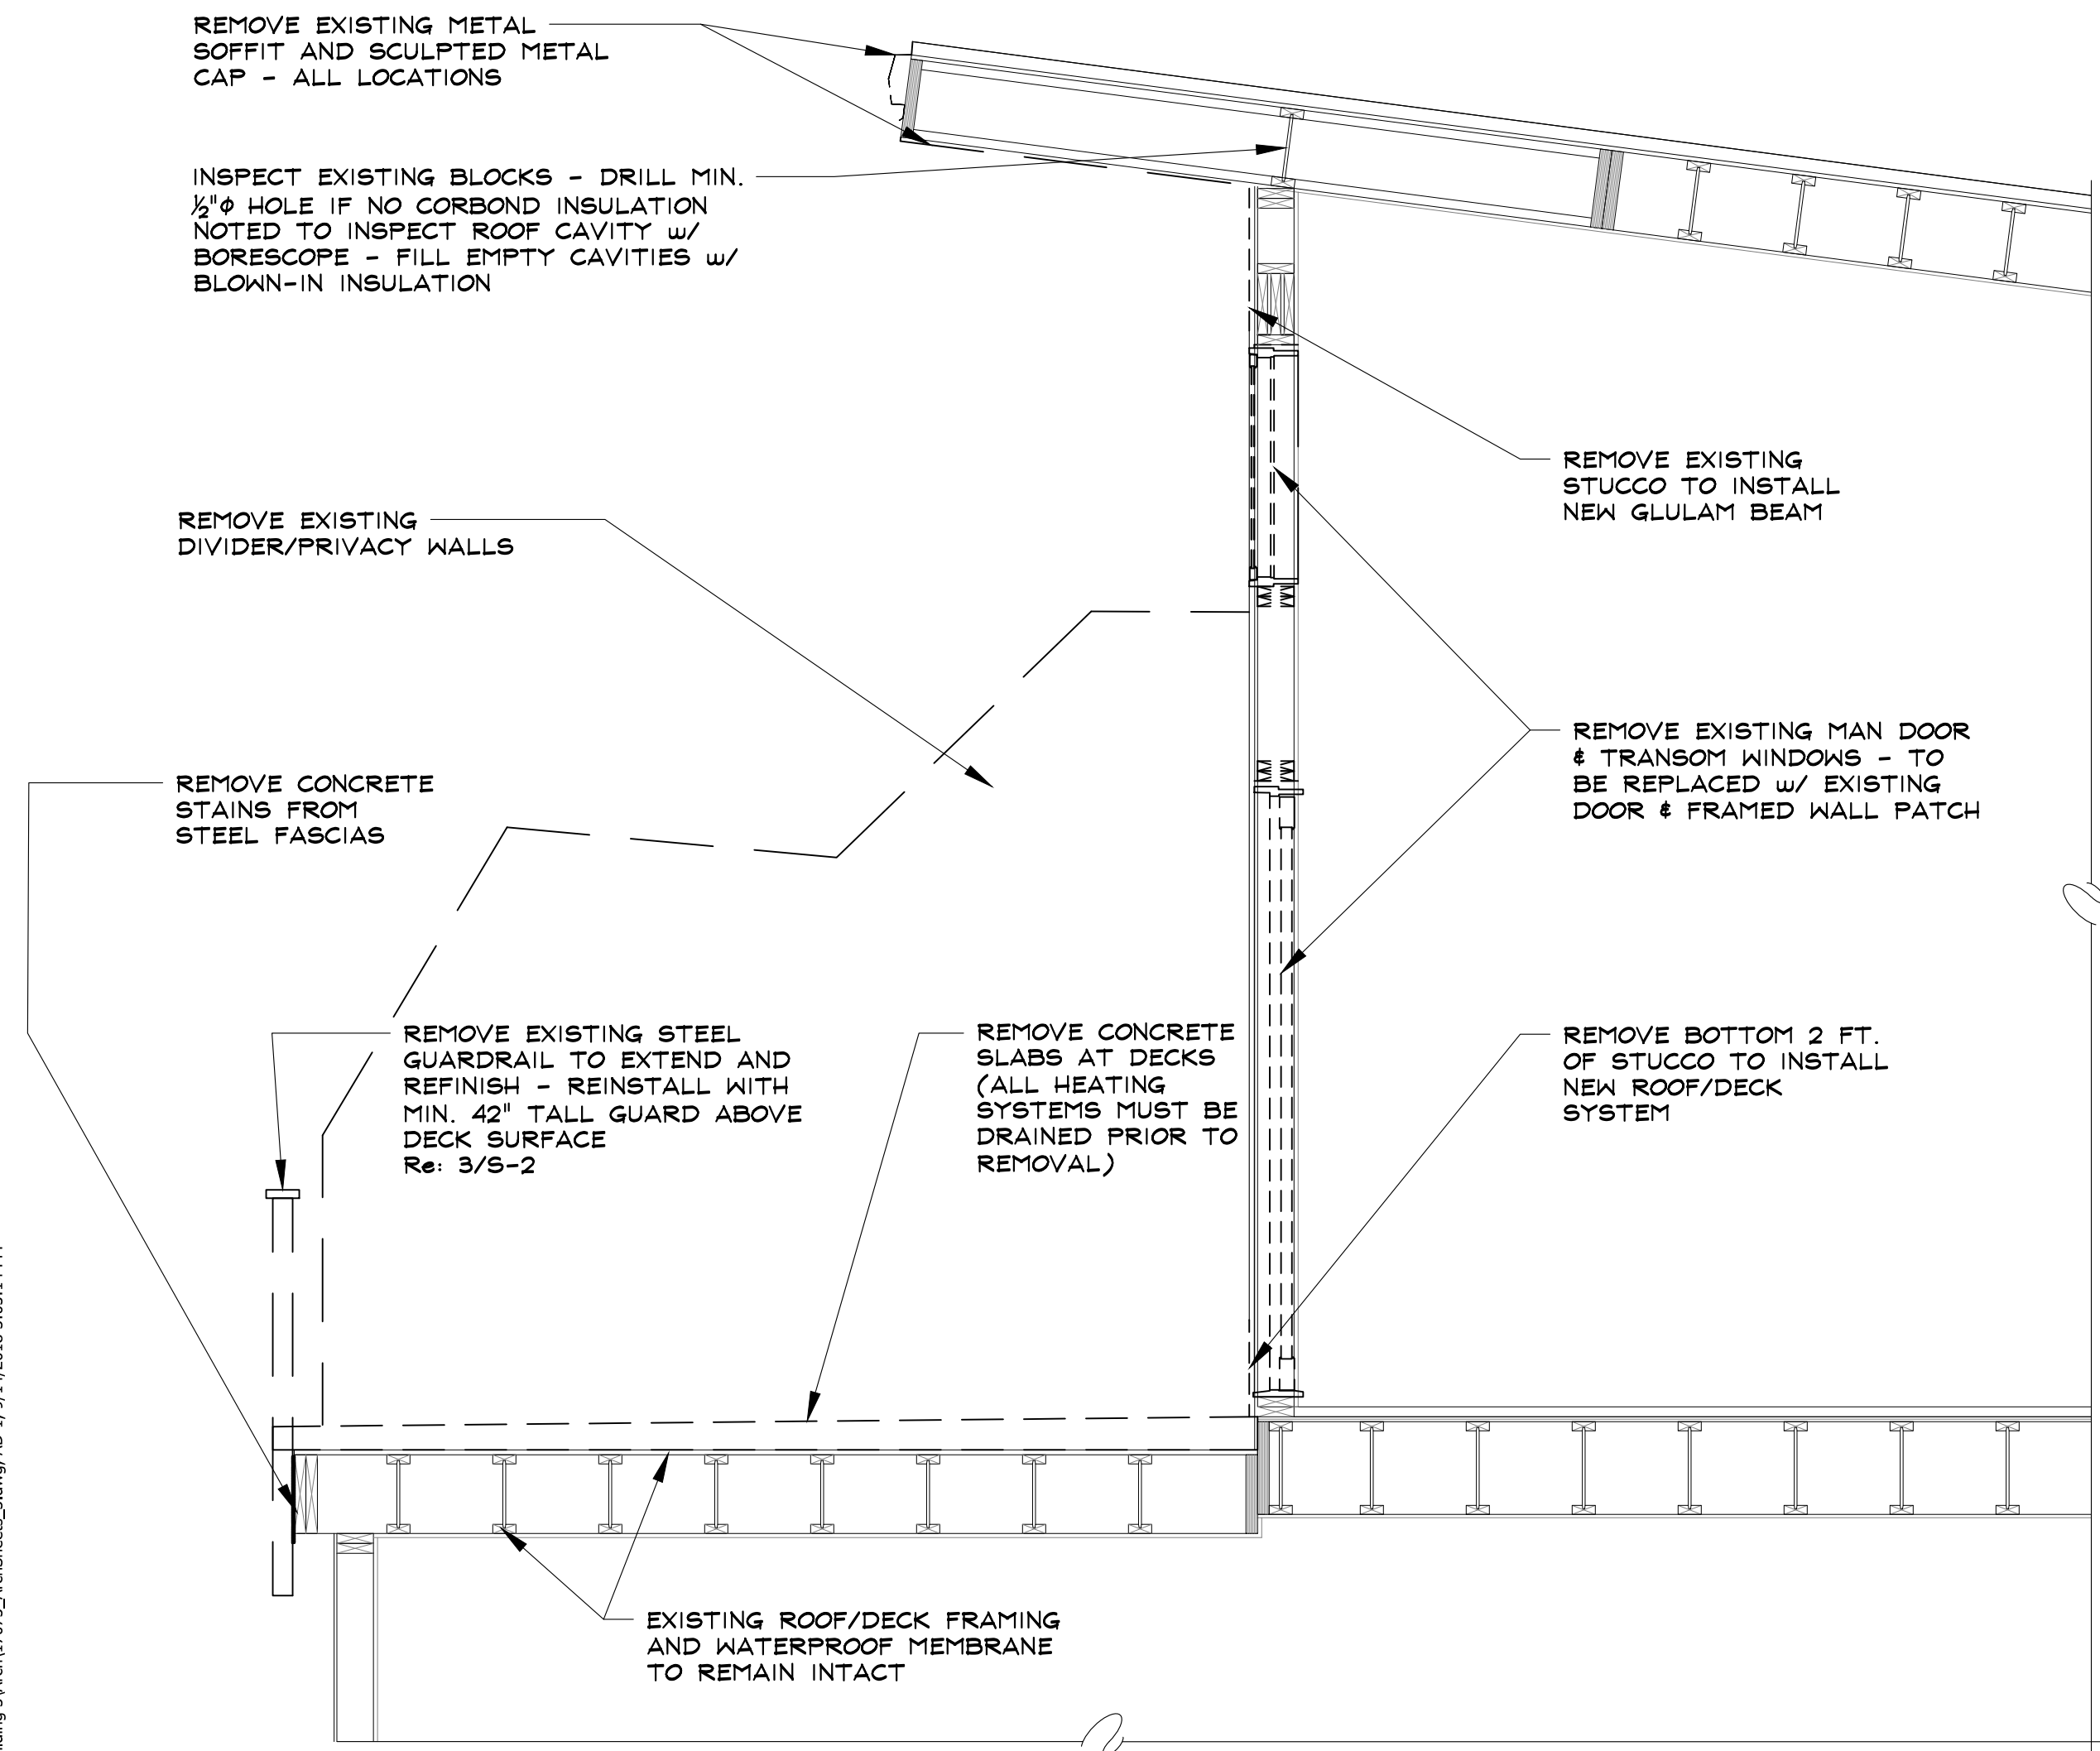 REMOVE EXISTING METAL
SOFFIT AND SCULPTED METAL
CAP - ALL LOCATIONS
INSPECT EXISTING BLOCKS - DRILL MIN.
½"ϕ HOLE IF NO CORBOND INSULATION
NOTED TO INSPECT ROOF CAVITY w/
BORESCOPE - FILL EMPTY CAVITIES w/
BLOWN-IN INSULATION
REMOVE EXISTING
STUCCO TO INSTALL
NEW GLULAM BEAM
REMOVE EXISTING
DIVIDER/PRIVACY WALLS
REMOVE EXISTING MAN DOOR
& TRANSOM WINDOWS - TO
BE REPLACED w/ EXISTING
DOOR & FRAMED WALL PATCH
REMOVE CONCRETE
STAINS FROM
STEEL FASCIAS
REMOVE EXISTING STEEL
GUARDRAIL TO EXTEND AND
REFINISH - REINSTALL WITH
MIN. 42" TALL GUARD ABOVE
DECK SURFACE
Re: 3/S-2
REMOVE CONCRETE
SLABS AT DECKS
(ALL HEATING
SYSTEMS MUST BE
DRAINED PRIOR TO
REMOVAL)
REMOVE BOTTOM 2 FT.
OF STUCCO TO INSTALL
NEW ROOF/DECK
SYSTEM
EXISTING ROOF/DECK FRAMING
AND WATERPROOF MEMBRANE
TO REMAIN INTACT